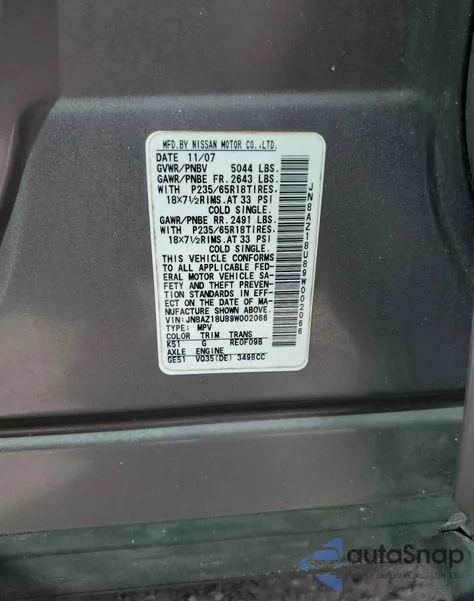 MFD.BY NISSAN MOTOR CO.,LTD.
DATE 11/07
GVWR/PNBV 5044 LBS.
GAWR/PNBE FR. 2643 LBS.
WITH P235/65R18TIRES.
18×7½RIMS.AT 33 PSI
COLD SINGLE.
GAWR/PNBE RR. 2491 LBS.
WITH P235/65R18TIRES.
18×7½RIMS.AT 33 PSI
COLD SINGLE.
THIS VEHICLE CONFORMS
TO ALL APPLICABLE FED-
ERAL MOTOR VEHICLE SA-
FETY AND THEFT PREVEN-
TION STANDARDS IN EFF-
ECT ON THE DATE OF MA-
NUFACTURE SHOWN ABOVE.
VIN:JN8AZ18U89W002066
TYPE: MPV
COLOR TRIM TRANS
K51 G RE0F09B
AXLE ENGINE
GE51 VQ35(DE) 3498CC
JN8AZ18U89W002066
autoSnap